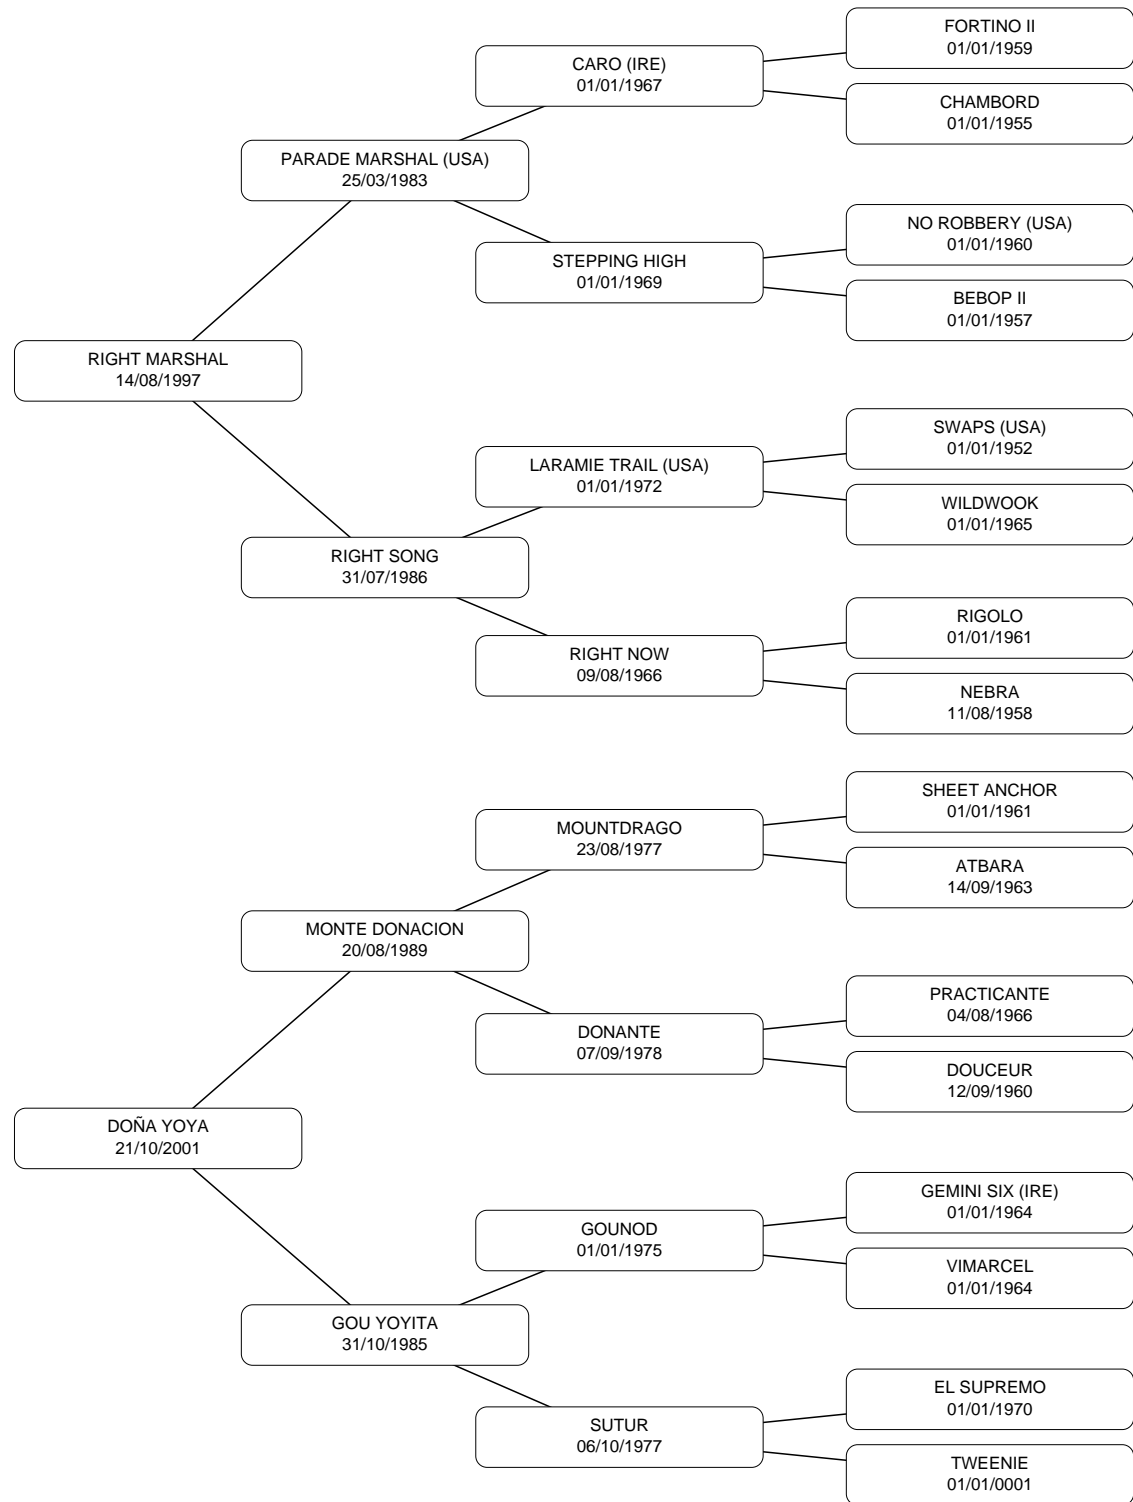 FORTINO II
01/01/1959
CARO (IRE)
01/01/1967
CHAMBORD
01/01/1955
PARADE MARSHAL (USA)
25/03/1983
NO ROBBERY (USA)
01/01/1960
STEPPING HIGH
01/01/1969
BEBOP II
01/01/1957
RIGHT MARSHAL
14/08/1997
SWAPS (USA)
01/01/1952
LARAMIE TRAIL (USA)
01/01/1972
WILDWOOK
01/01/1965
RIGHT SONG
31/07/1986
RIGOLO
01/01/1961
RIGHT NOW
09/08/1966
NEBRA
11/08/1958
SHEET ANCHOR
01/01/1961
MOUNTDRAGO
23/08/1977
ATBARA
14/09/1963
MONTE DONACION
20/08/1989
PRACTICANTE
04/08/1966
DONANTE
07/09/1978
DOUCEUR
12/09/1960
DOÑA YOYA
21/10/2001
GEMINI SIX (IRE)
01/01/1964
GOUNOD
01/01/1975
VIMARCEL
01/01/1964
GOU YOYITA
31/10/1985
EL SUPREMO
01/01/1970
SUTUR
06/10/1977
TWEENIE
01/01/0001